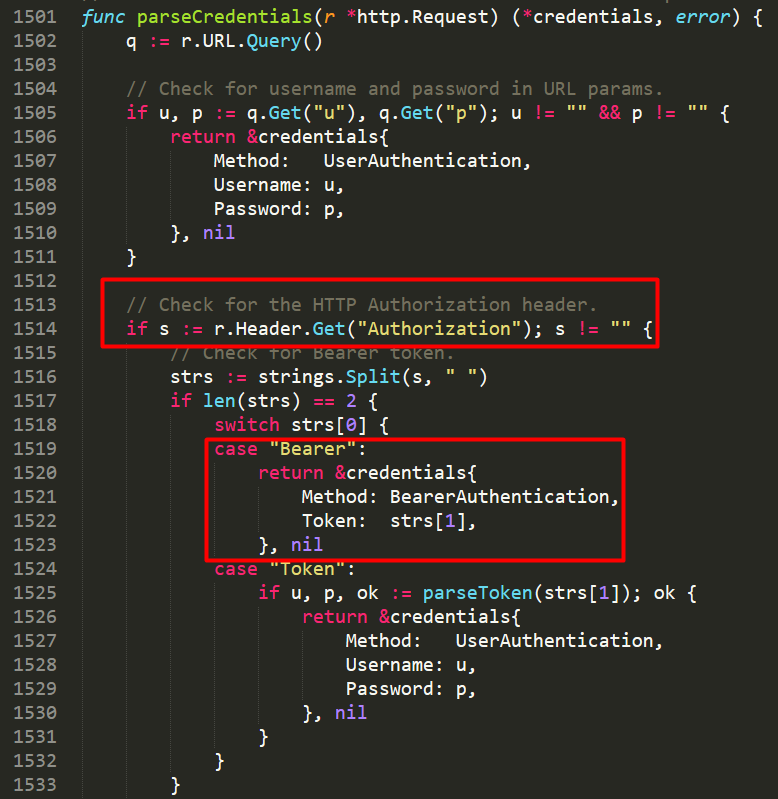 1501 func parseCredentials(r *http.Request) (*credentials, error) {
1502     q := r.URL.Query()
1503
1504     // Check for username and password in URL params.
1505     if u, p := q.Get("u"), q.Get("p"); u != "" && p != "" {
1506         return &credentials{
1507             Method:   UserAuthentication,
1508             Username: u,
1509             Password: p,
1510         }, nil
1511     }
1512
1513     // Check for the HTTP Authorization header.
1514     if s := r.Header.Get("Authorization"); s != "" {
1515         // Check for Bearer token.
1516         strs := strings.Split(s, " ")
1517         if len(strs) == 2 {
1518             switch strs[0] {
1519             case "Bearer":
1520                 return &credentials{
1521                     Method: BearerAuthentication,
1522                     Token:  strs[1],
1523                 }, nil
1524             case "Token":
1525                 if u, p, ok := parseToken(strs[1]); ok {
1526                     return &credentials{
1527                         Method:   UserAuthentication,
1528                         Username: u,
1529                         Password: p,
1530                     }, nil
1531                 }
1532             }
1533         }